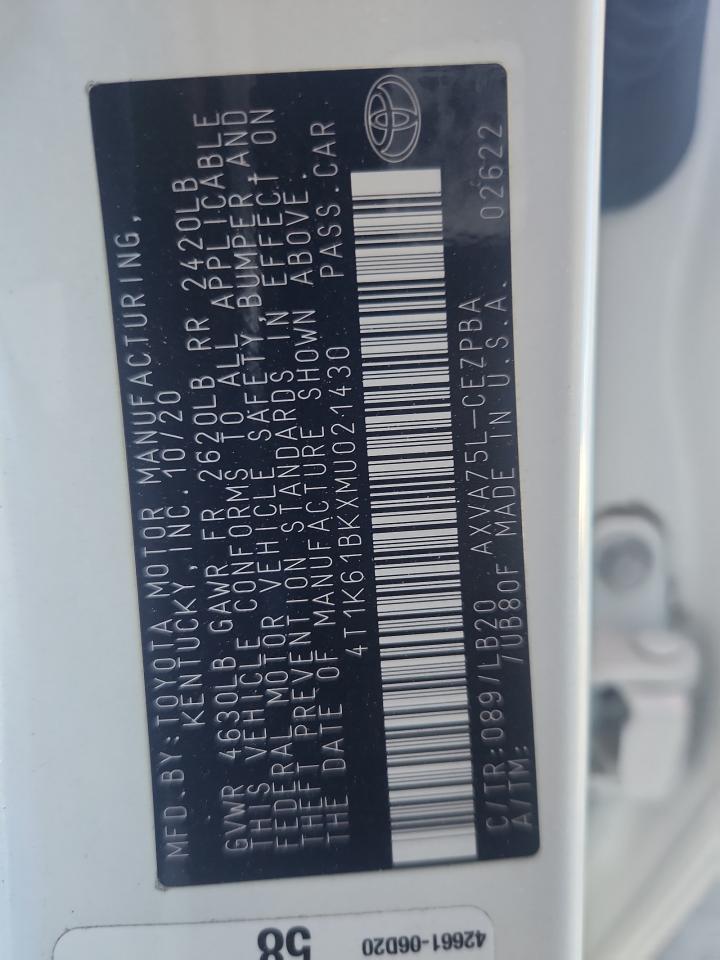 MFD.BY:TOYOTA MOTOR MANUFACTURING,
KENTUCKY, INC. 10/20
GVWR 4630LB GAWR FR 2620LB RR 2420LB
THIS VEHICLE CONFORMS TO ALL APPLICABLE
FEDERAL MOTOR VEHICLE SAFETY, BUMPER, AND
THEFT PREVENTION STANDARDS IN EFFECT ON
THE DATE OF MANUFACTURE SHOWN ABOVE.
4T1K61BKXMU021430 PASS.CAR
C/TR:089/LB20 AXVA75L-CEZPBA 02622
A/TM: /UB80F MADE IN U.S.A.
58
42661-06D20